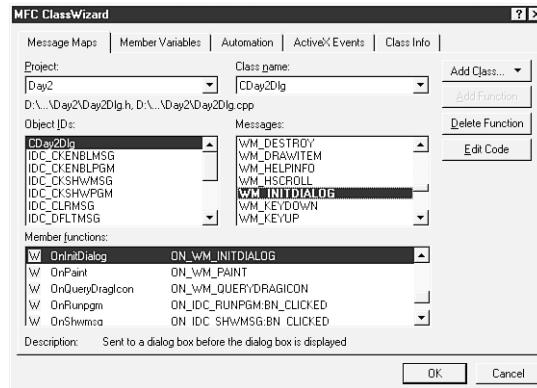 MFC ClassWizard
Message Maps Member Variables Automation ActiveX Events Class Info
Project: Class name:
Day2 CDay2Dlg
Add Class...
D:\...\Day2\Day2Dlg.h, D:\...\Day2\Day2Dlg.cpp
Add Function
Object IDs: Messages:
Delete Function
CDay2Dlg WM_DESTROY
IDC_CKENBLMSG WM_DRAWITEM
IDC_CKENBLPGM WM_HELPINFO
Edit Code
IDC_CKSHWMSG WM_HSCROLL
IDC_CKSHWPGM WM_INITDIALOG
IDC_CLRMSG WM_KEYDOWN
IDC_DFLTMSG WM_KEYUP
Member functions:
W OnInitDialog ON_WM_INITDIALOG
W OnPaint ON_WM_PAINT
W OnQueryDragIcon ON_WM_QUERYDRAGICON
W OnRunpgm ON_IDC_RUNPGM:BN_CLICKED
W OnShwmsg ON_IDC_SHWMSG:BN_CLICKED
Description: Sent to a dialog box before the dialog box is displayed
OK Cancel